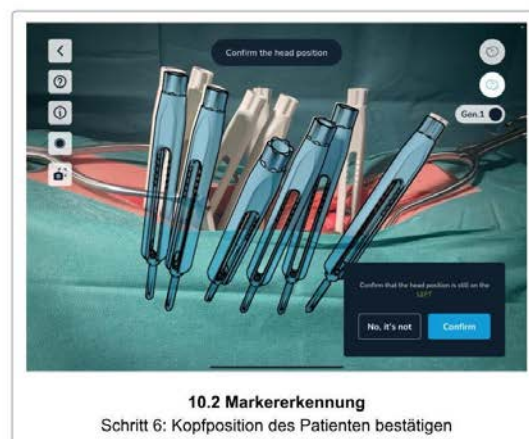 Confirm the head position
Gen.1
Confirm that the head position is still on the
LEFT
No, it's not
Confirm
10.2 Markererkennung
Schritt 6: Kopfposition des Patienten bestätigen